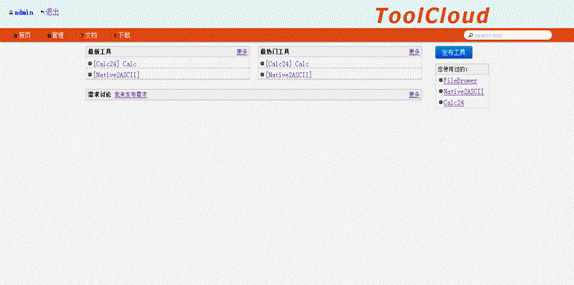 admin 退出
ToolCloud
首页 管理 文档 下载 search tool
最新工具 更多
[Calc24] Calc
[Native2ASCII]
最热门工具 更多
[Calc24] Calc
[Native2ASCII]
需求讨论 我来发布需求 更多
发布工具
您使用过的:
FileBrower
Native2ASCII
Calc24